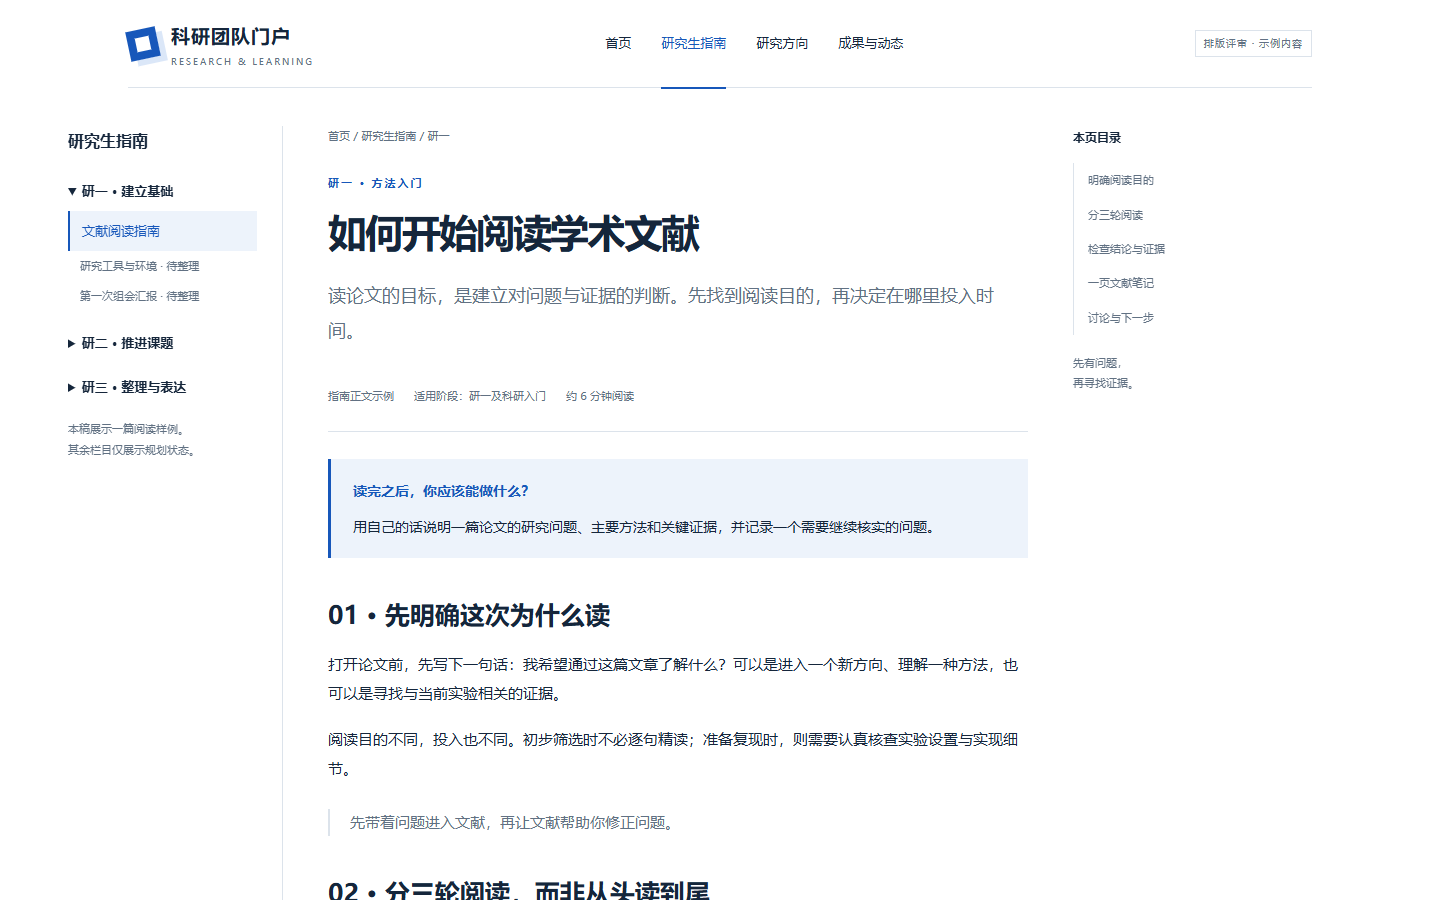 科研团队门户
RESEARCH & LEARNING
首页
研究生指南
研究方向
成果与动态
排版评审 · 示例内容
研究生指南
▼ 研一 • 建立基础
文献阅读指南
研究工具与环境 · 待整理
第一次组会汇报 · 待整理
▶ 研二 • 推进课题
▶ 研三 • 整理与表达
本稿展示一篇阅读样例。
其余栏目仅展示规划状态。
首页 / 研究生指南 / 研一
研一 • 方法入门
如何开始阅读学术文献
读论文的目标，是建立对问题与证据的判断。先找到阅读目的，再决定在哪里投入时
间。
指南正文示例
适用阶段：研一及科研入门
约 6 分钟阅读
读完之后，你应该能做什么？
用自己的话说明一篇论文的研究问题、主要方法和关键证据，并记录一个需要继续核实的问题。
01 • 先明确这次为什么读
打开论文前，先写下一句话：我希望通过这篇文章了解什么？可以是进入一个新方向、理解一种方法，也
可以是寻找与当前实验相关的证据。
阅读目的不同，投入也不同。初步筛选时不必逐句精读；准备复现时，则需要认真核查实验设置与实现细
节。
先带着问题进入文献，再让文献帮助你修正问题。
02 • 分三轮阅读，而非从头读到尾
本页目录
明确阅读目的
分三轮阅读
检查结论与证据
一页文献笔记
讨论与下一步
先有问题，
再寻找证据。